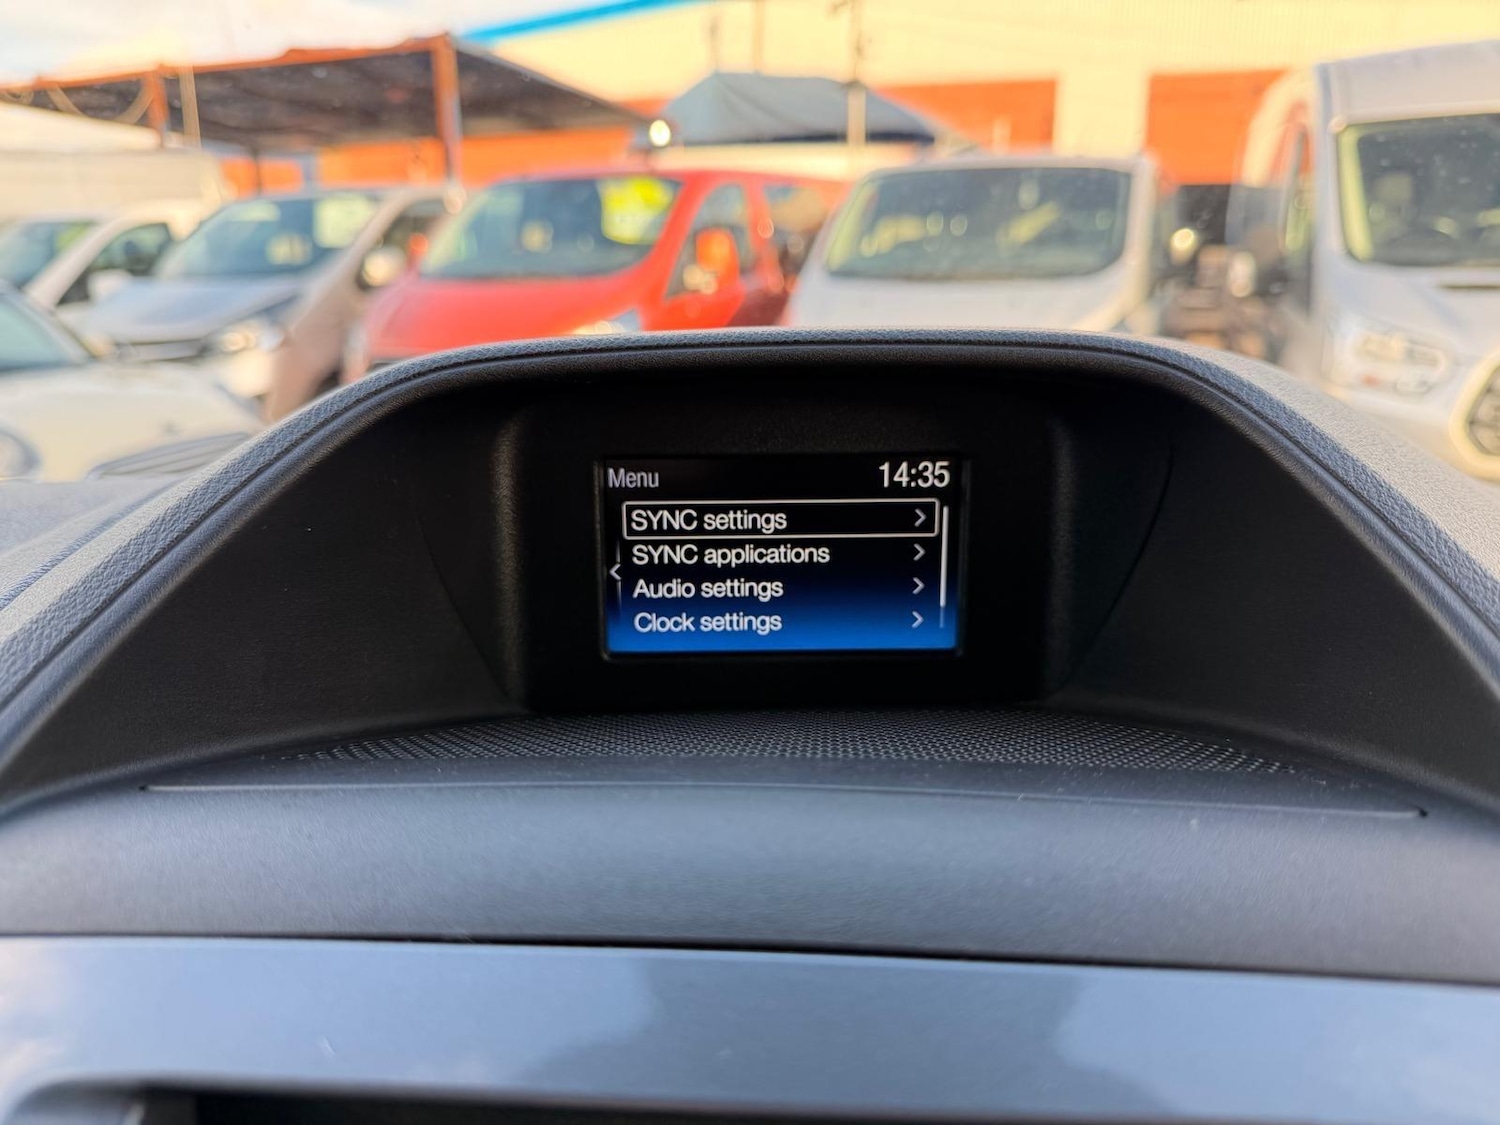 Menu 14:35
SYNC settings
SYNC applications
Audio settings
Clock settings